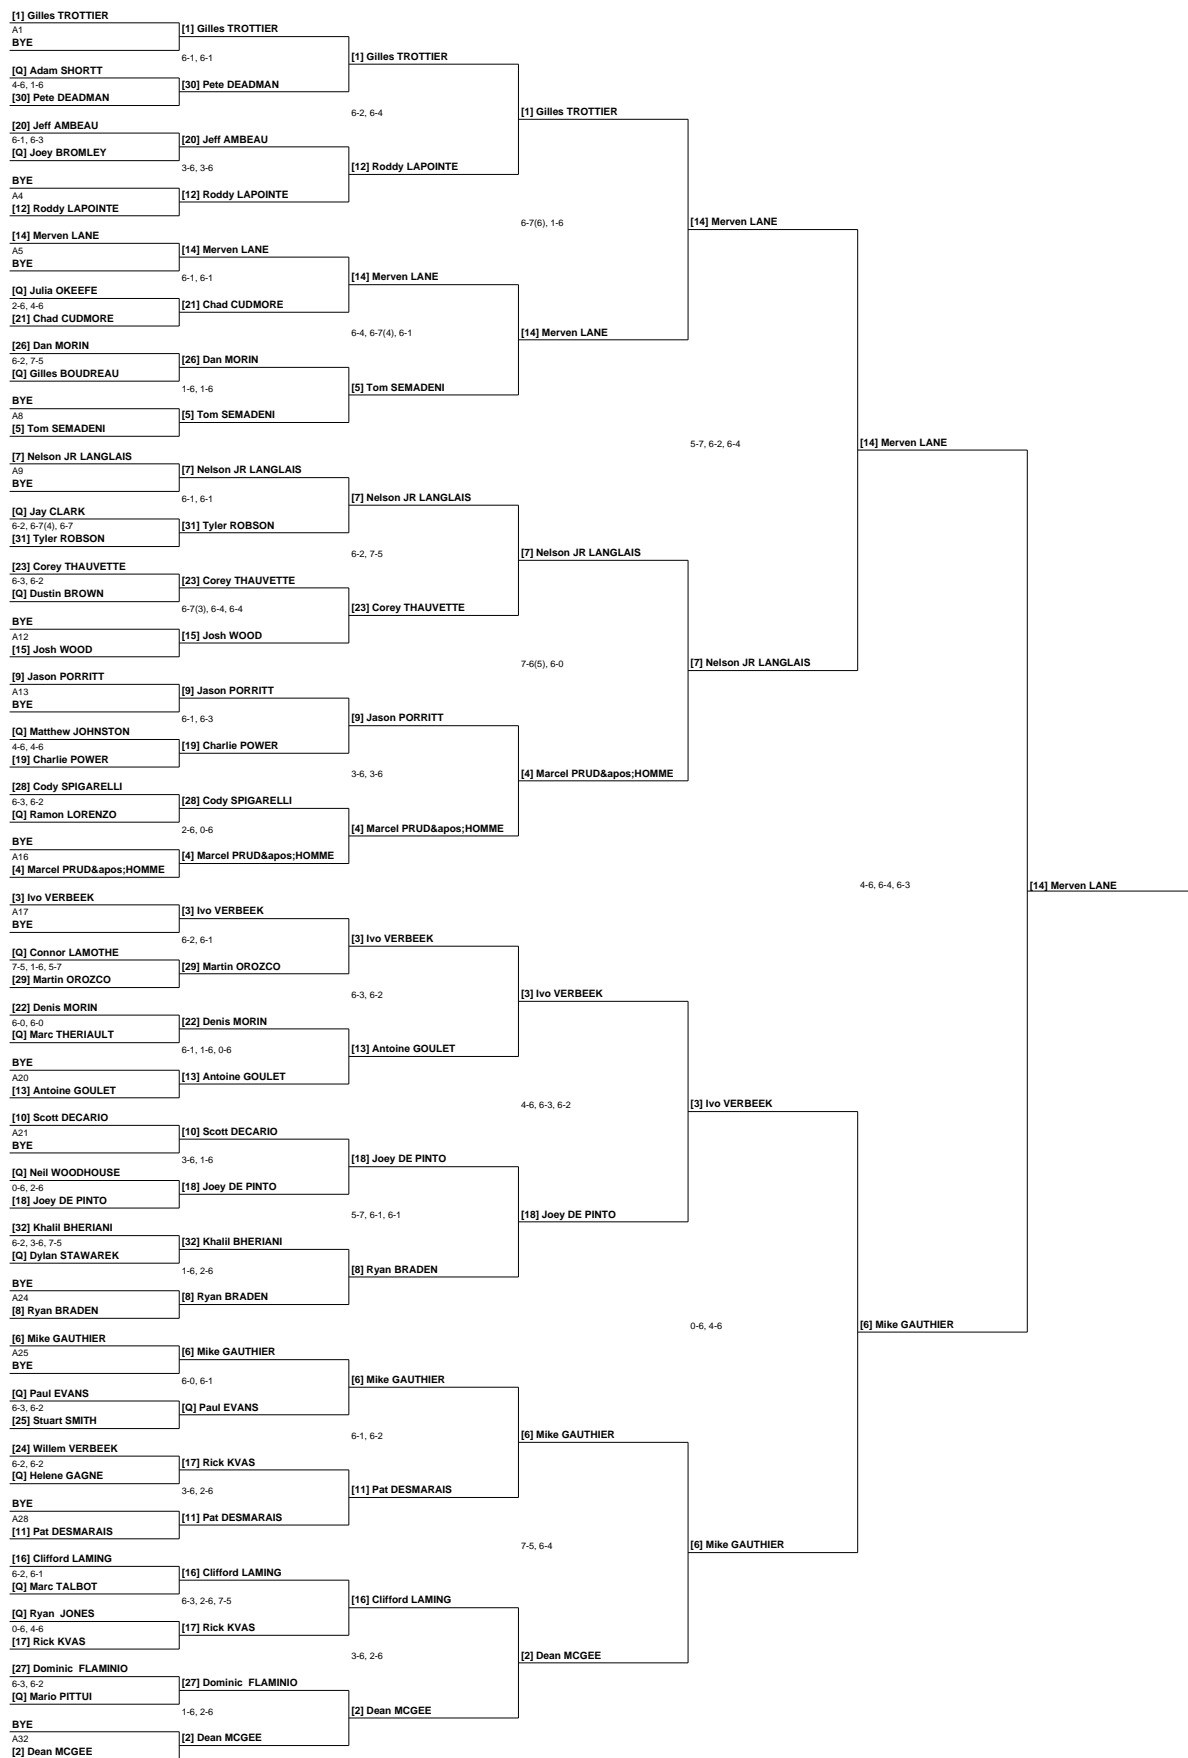 [1] Gilles TROTTIER
A1
BYE
[Q] Adam SHORTT
4-6, 1-6
[30] Pete DEADMAN
[20] Jeff AMBEAU
6-1, 6-3
[Q] Joey BROMLEY
BYE
A4
[12] Roddy LAPOINTE
[14] Merven LANE
A5
BYE
[Q] Julia OKEEFE
2-6, 4-6
[21] Chad CUDMORE
[26] Dan MORIN
6-2, 7-5
[Q] Gilles BOUDREAU
BYE
A8
[5] Tom SEMADENI
[7] Nelson JR LANGLAIS
A9
BYE
[Q] Jay CLARK
6-2, 6-7(4), 6-7
[31] Tyler ROBSON
[23] Corey THAUVETTE
6-3, 6-2
[Q] Dustin BROWN
BYE
A12
[15] Josh WOOD
[9] Jason PORRITT
A13
BYE
[Q] Matthew JOHNSTON
4-6, 4-6
[19] Charlie POWER
[28] Cody SPIGARELLI
6-3, 6-2
[Q] Ramon LORENZO
BYE
A16
[4] Marcel PRUD&apos;HOMME
[3] Ivo VERBEEK
A17
BYE
[Q] Connor LAMOTHE
7-5, 1-6, 5-7
[29] Martin OROZCO
[22] Denis MORIN
6-0, 6-0
[Q] Marc THERIAULT
BYE
A20
[13] Antoine GOULET
[10] Scott DECARIO
A21
BYE
[Q] Neil WOODHOUSE
0-6, 2-6
[18] Joey DE PINTO
[32] Khalil BHERIANI
6-2, 3-6, 7-5
[Q] Dylan STAWAREK
BYE
A24
[8] Ryan BRADEN
[6] Mike GAUTHIER
A25
BYE
[Q] Paul EVANS
6-3, 6-2
[25] Stuart SMITH
[24] Willem VERBEEK
6-2, 6-2
[Q] Helene GAGNE
BYE
A28
[11] Pat DESMARAIS
[16] Clifford LAMING
6-2, 6-1
[Q] Marc TALBOT
[Q] Ryan  JONES
0-6, 4-6
[17] Rick KVAS
[27] Dominic  FLAMINIO
6-3, 6-2
[Q] Mario PITTUI
BYE
A32
[2] Dean MCGEE
[1] Gilles TROTTIER
6-1, 6-1
[30] Pete DEADMAN
[20] Jeff AMBEAU
3-6, 3-6
[12] Roddy LAPOINTE
[14] Merven LANE
6-1, 6-1
[21] Chad CUDMORE
[26] Dan MORIN
1-6, 1-6
[5] Tom SEMADENI
[7] Nelson JR LANGLAIS
6-1, 6-1
[31] Tyler ROBSON
[23] Corey THAUVETTE
6-7(3), 6-4, 6-4
[15] Josh WOOD
[9] Jason PORRITT
6-1, 6-3
[19] Charlie POWER
[28] Cody SPIGARELLI
2-6, 0-6
[4] Marcel PRUD&apos;HOMME
[3] Ivo VERBEEK
6-2, 6-1
[29] Martin OROZCO
[22] Denis MORIN
6-1, 1-6, 0-6
[13] Antoine GOULET
[10] Scott DECARIO
3-6, 1-6
[18] Joey DE PINTO
[32] Khalil BHERIANI
1-6, 2-6
[8] Ryan BRADEN
[6] Mike GAUTHIER
6-0, 6-1
[Q] Paul EVANS
[17] Rick KVAS
3-6, 2-6
[11] Pat DESMARAIS
[16] Clifford LAMING
6-3, 2-6, 7-5
[17] Rick KVAS
[27] Dominic  FLAMINIO
1-6, 2-6
[2] Dean MCGEE
[1] Gilles TROTTIER
6-2, 6-4
[12] Roddy LAPOINTE
[14] Merven LANE
6-4, 6-7(4), 6-1
[5] Tom SEMADENI
[7] Nelson JR LANGLAIS
6-2, 7-5
[23] Corey THAUVETTE
[9] Jason PORRITT
3-6, 3-6
[4] Marcel PRUD&apos;HOMME
[3] Ivo VERBEEK
6-3, 6-2
[13] Antoine GOULET
[18] Joey DE PINTO
5-7, 6-1, 6-1
[8] Ryan BRADEN
[6] Mike GAUTHIER
6-1, 6-2
[11] Pat DESMARAIS
[16] Clifford LAMING
3-6, 2-6
[2] Dean MCGEE
[1] Gilles TROTTIER
6-7(6), 1-6
[14] Merven LANE
[7] Nelson JR LANGLAIS
7-6(5), 6-0
[4] Marcel PRUD&apos;HOMME
[3] Ivo VERBEEK
4-6, 6-3, 6-2
[18] Joey DE PINTO
[6] Mike GAUTHIER
7-5, 6-4
[2] Dean MCGEE
[14] Merven LANE
5-7, 6-2, 6-4
[7] Nelson JR LANGLAIS
[3] Ivo VERBEEK
0-6, 4-6
[6] Mike GAUTHIER
[14] Merven LANE
4-6, 6-4, 6-3
[6] Mike GAUTHIER
[14] Merven LANE